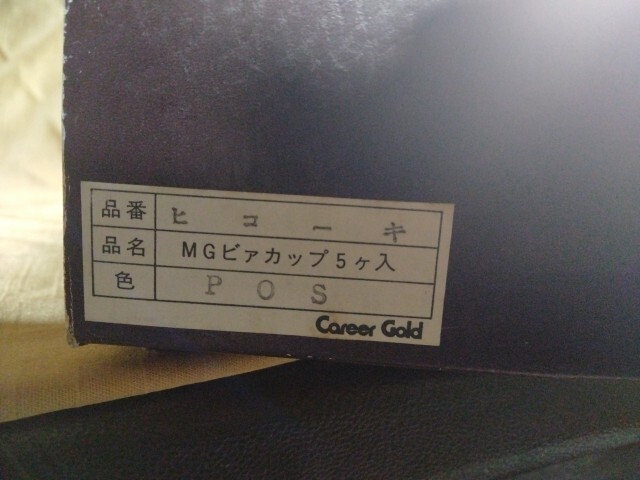 品番 ヒコーキ
品名 MGビァカップ5ヶ入
色 POS
Career Gold